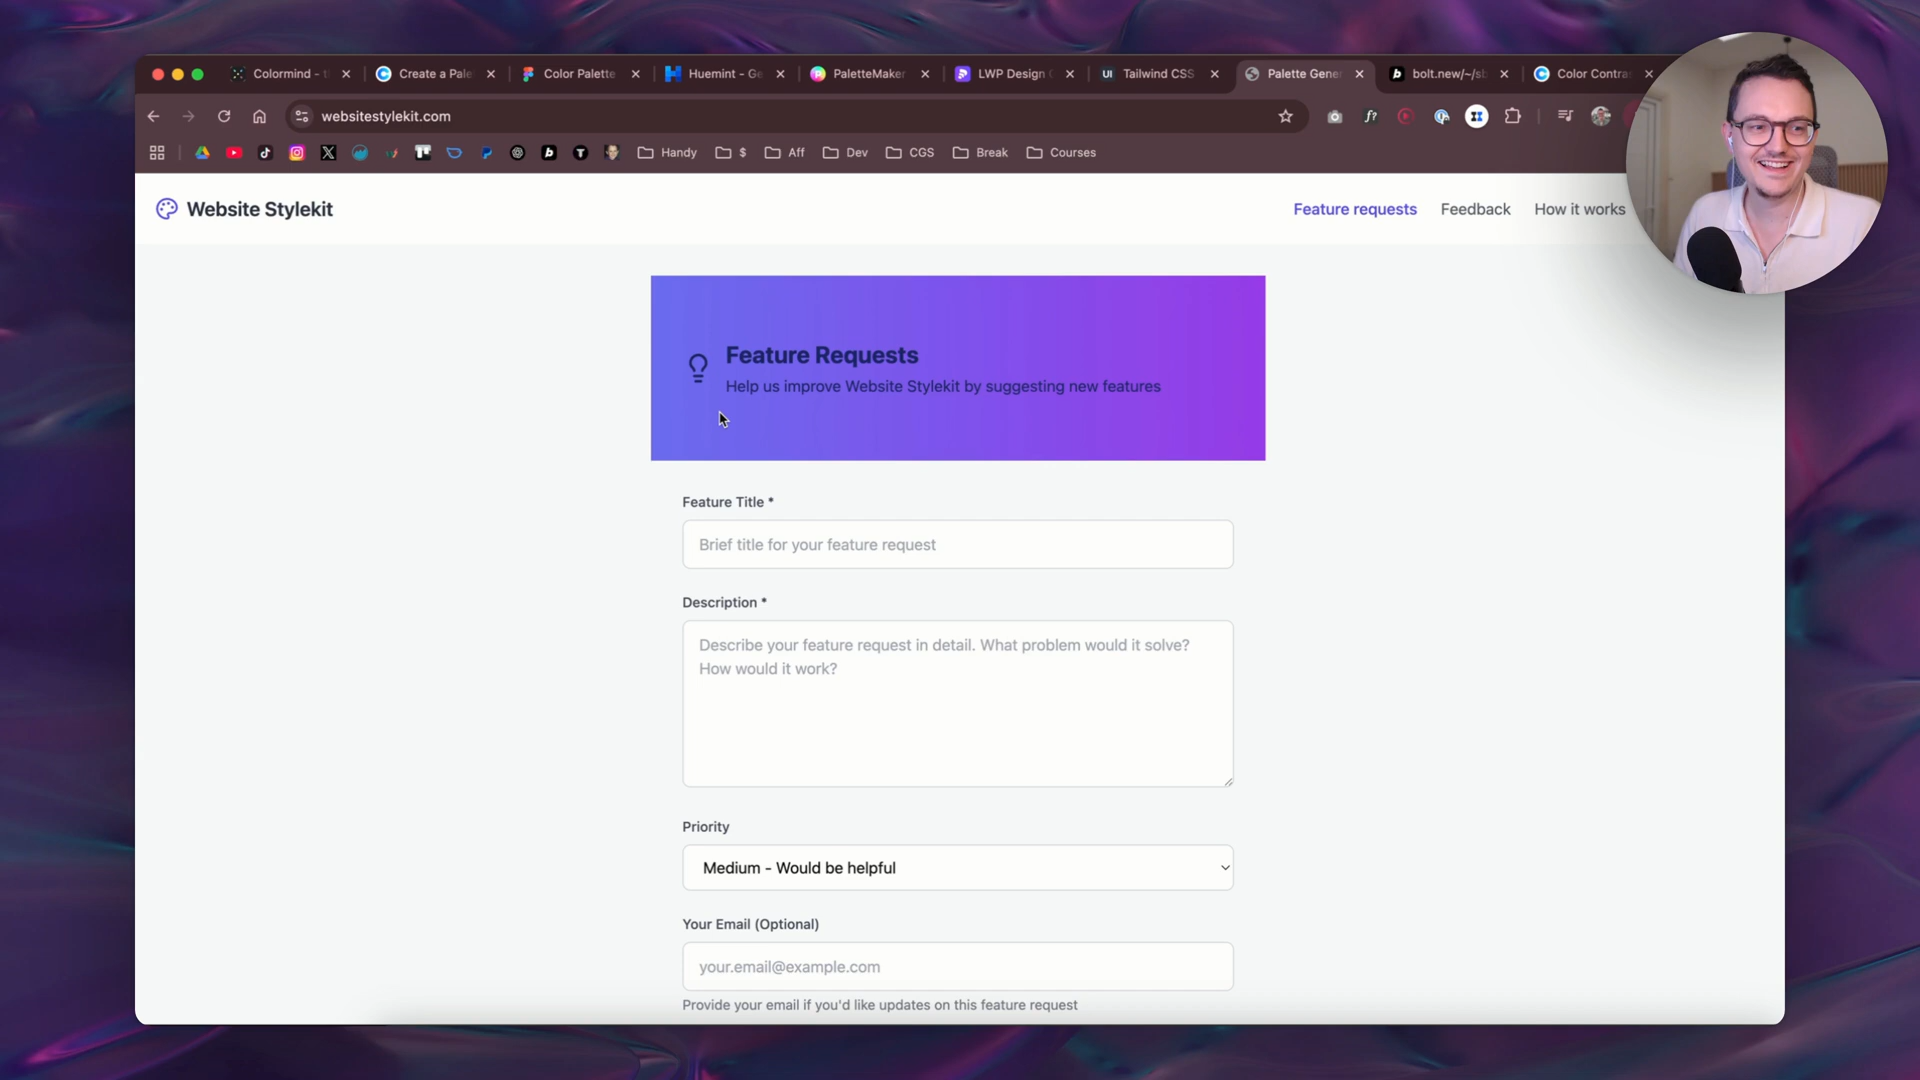 Colormind - t
Create a Pale
Color Palette
Huemint - Ge
PaletteMaker
LWP Design
UI
Tailwind CSS
Palette Gener
bolt.new/~/sb
Color Contra
websitestylekit.com
f?
Handy
$
Aff
Dev
CGS
Break
Courses
Website Stylekit
Feature requests
Feedback
How it works
Feature Requests
Help us improve Website Stylekit by suggesting new features
Feature Title *
Brief title for your feature request
Description *
Describe your feature request in detail. What problem would it solve?
How would it work?
Priority
Medium - Would be helpful
Your Email (Optional)
your.email@example.com
Provide your email if you'd like updates on this feature request